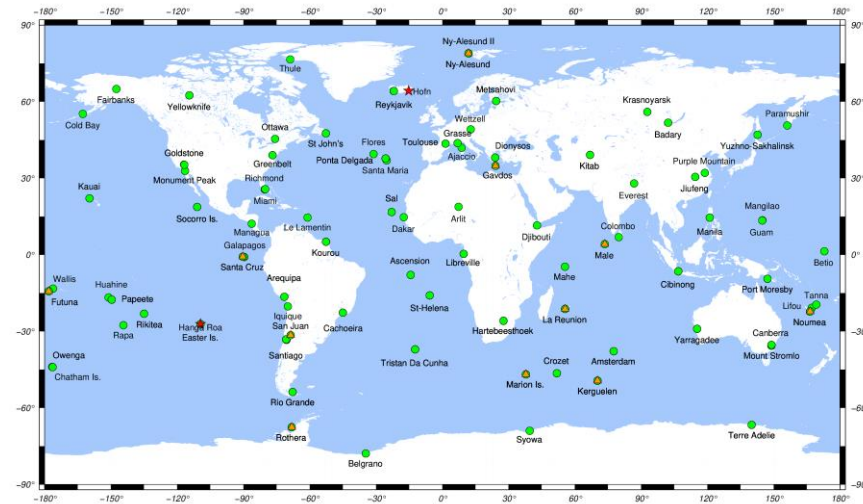 −180° −150° −120° −90° −60° −30° 0° 30° 60° 90° 120° 150° 180°
90° 90°
Ny-Alesund II
Ny-Alesund
Thule
Hofn
Reykjavik
Metsahovi
Fairbanks
Yellowknife
Krasnoyarsk
60° 60°
Cold Bay
Badary
Paramushir
Wettzell
Ottawa
St John's
Flores
Toulouse
Grasse
Dionysos
Yuzhno-Sakhalinsk
Goldstone
Greenbelt
Ponta Delgada
Ajaccio
Kitab
Purple Mountain
Monument Peak
Richmond
Santa Maria
Gavdos
Jiufeng
30° 30°
Kauai
Miami
Everest
Socorro Is.
Le Lamentin
Sal
Arlit
Mangilao
Managua
Dakar
Djibouti
Colombo
Manila
Guam
Galapagos
Kourou
Santa Cruz
Libreville
Male
Betio
0° 0°
Wallis
Arequipa
Ascension
Mahe
Cibinong
Port Moresby
Tanna
Futuna
Huahine
Papeete
Iquique
St-Helena
La Reunion
Lifou
Rikitea
Hanga Roa
San Juan
Cachoeira
Hartebeesthoek
Noumea
−30° −30°
Rapa
Easter Is.
Yarragadee
Canberra
Owenga
Santiago
Tristan Da Cunha
Crozet
Amsterdam
Mount Stromlo
Chatham Is.
Marion Is.
Kerguelen
Rio Grande
−60° −60°
Rothera
Syowa
Terre Adelie
Belgrano
−90° −90°
−180° −150° −120° −90° −60° −30° 0° 30° 60° 90° 120° 150° 180°